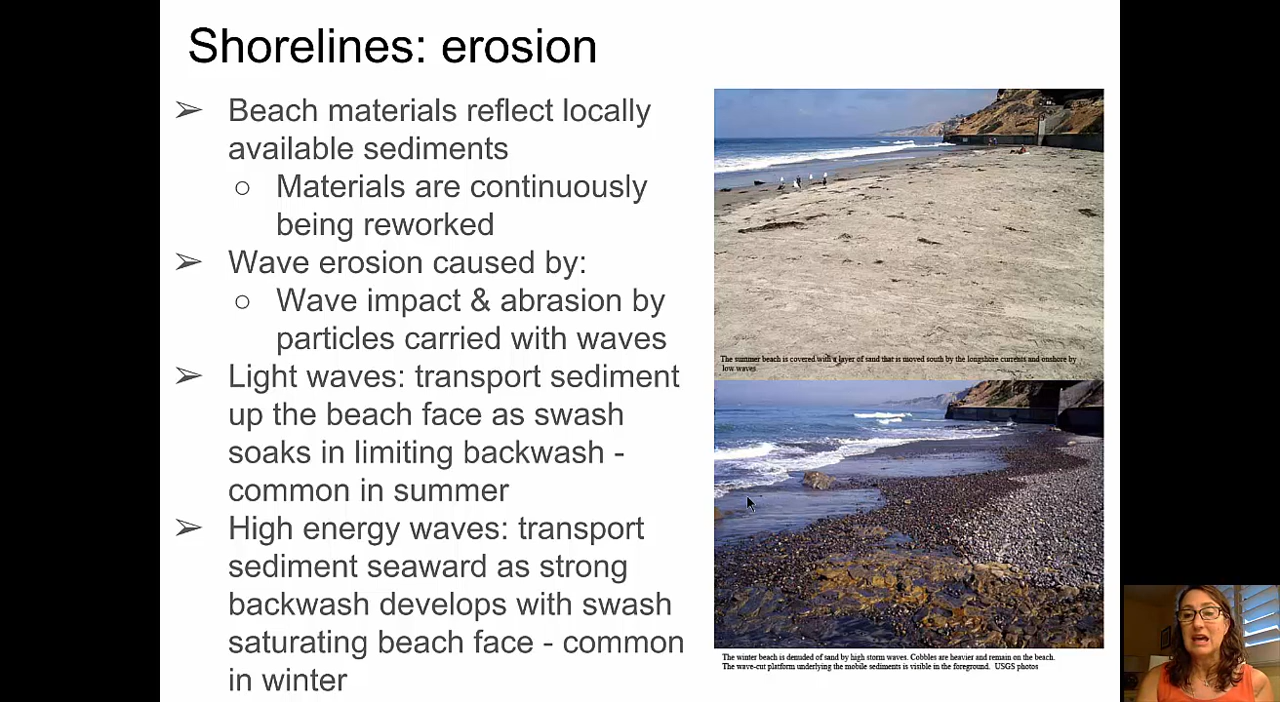 Shorelines: erosion
➢ Beach materials reflect locally
available sediments
○ Materials are continuously
being reworked
➢ Wave erosion caused by:
○ Wave impact & abrasion by
particles carried with waves
➢ Light waves: transport sediment
up the beach face as swash
soaks in limiting backwash -
common in summer
➢ High energy waves: transport
sediment seaward as strong
backwash develops with swash
saturating beach face - common
in winter
The summer beach is covered with a layer of sand that is moved south by the longshore currents and onshore by
low waves
The winter beach is denuded of sand by high storm waves. Cobbles are heavier and remain on the beach.
The wave-cut platform underlying the mobile sediments is visible in the foreground. USGS photos